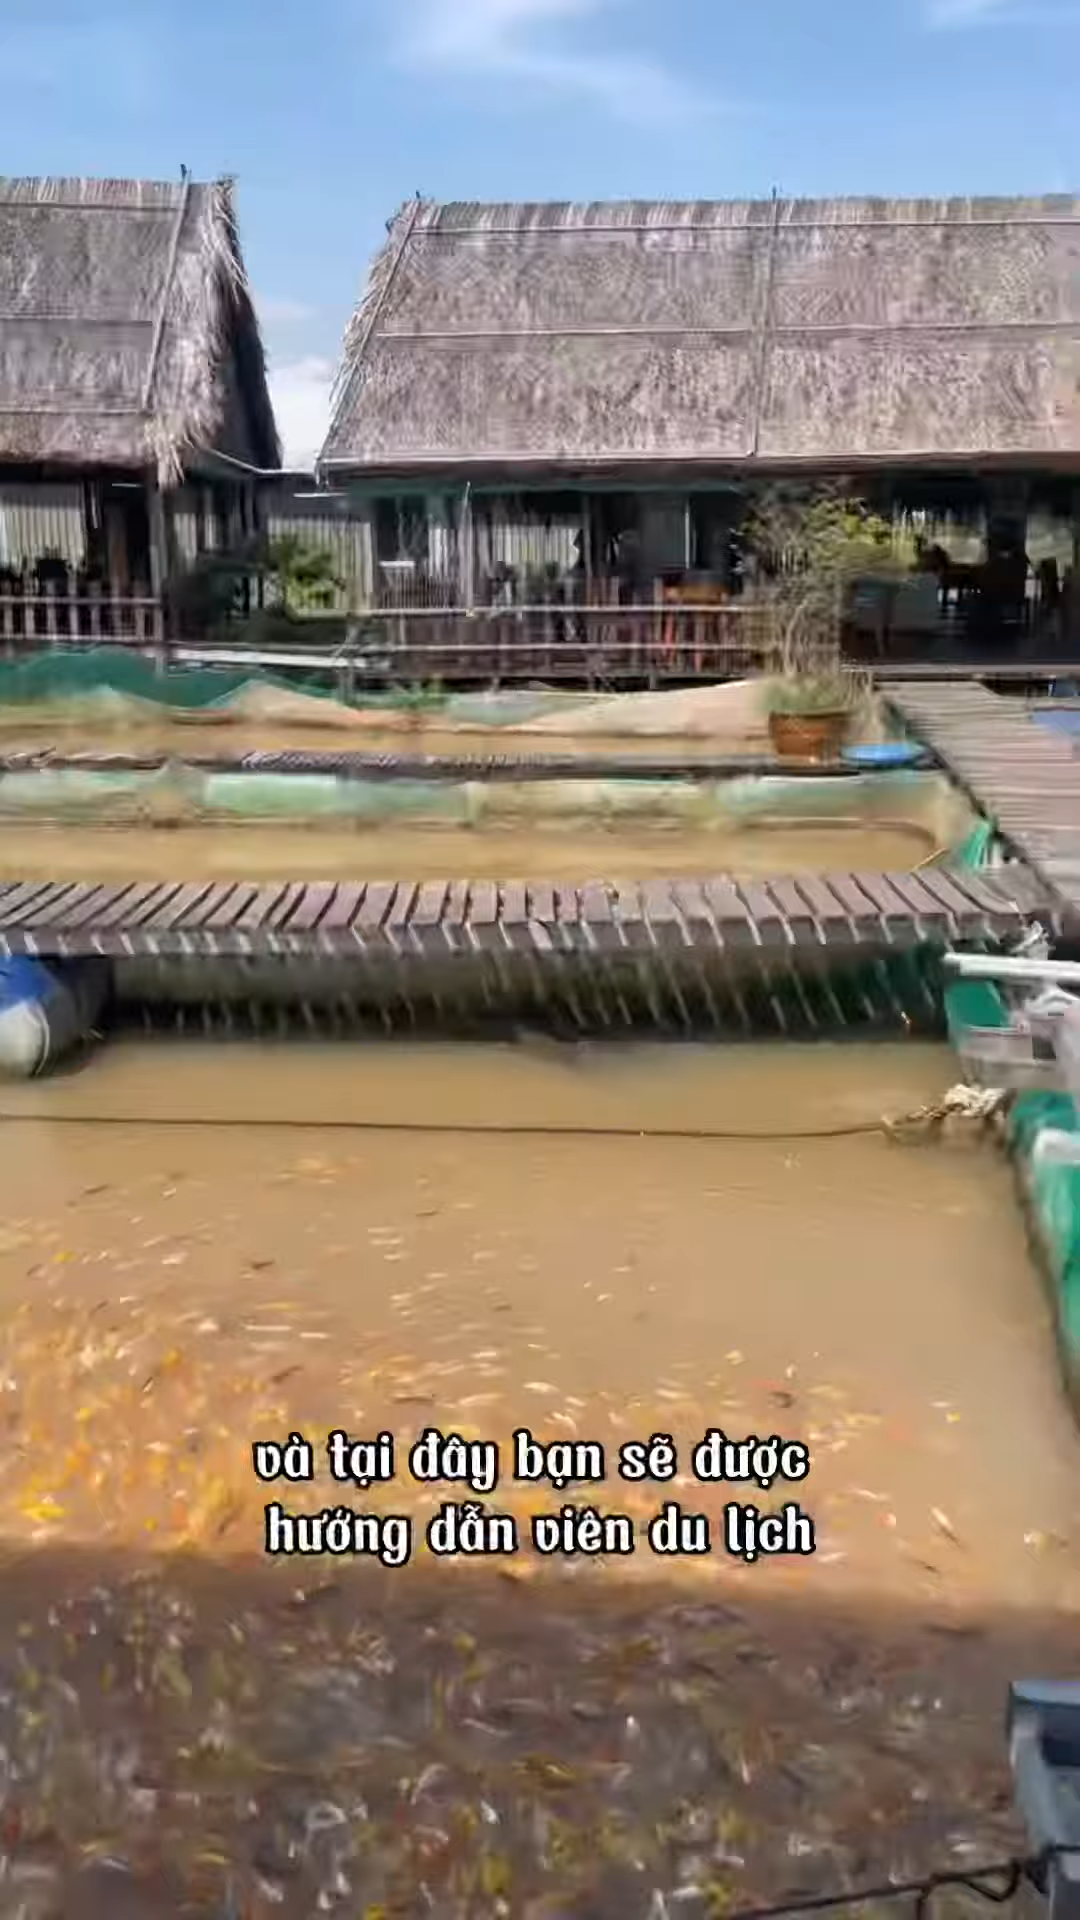 và tại đây bạn sẽ được
hướng dẫn viên du lịch